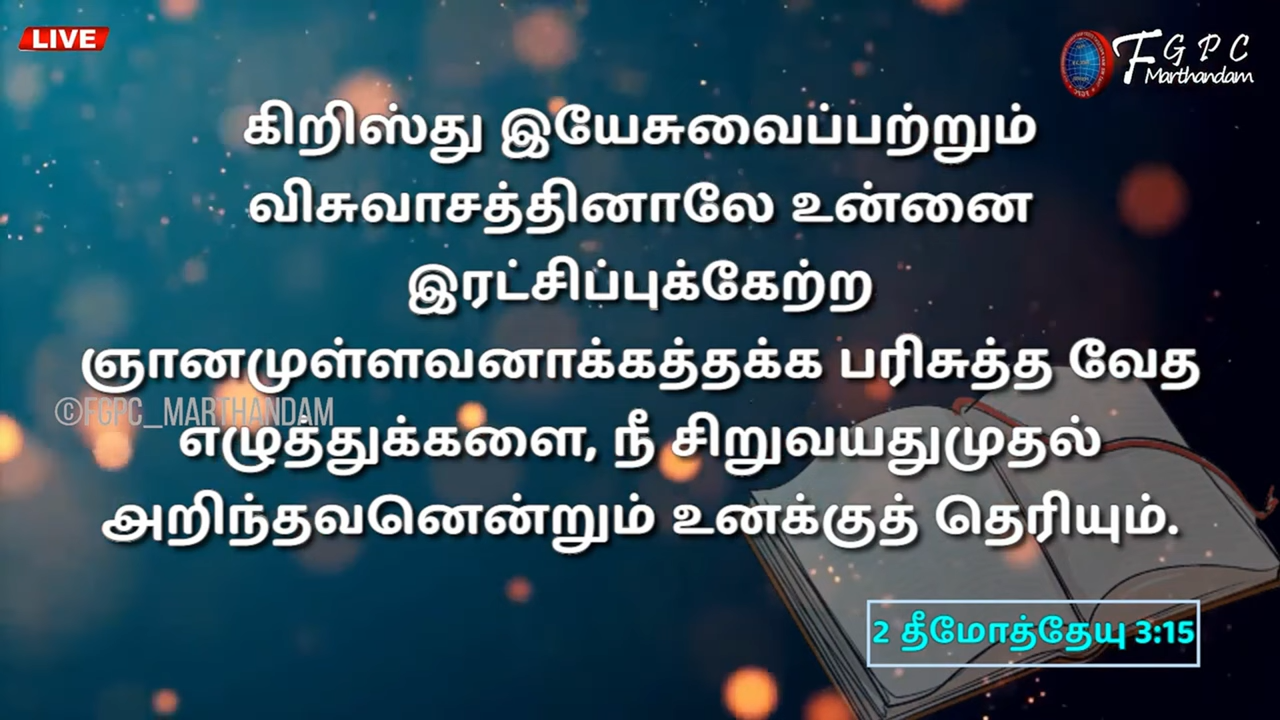 LIVE
F G P C
Marthandam
கிறிஸ்து இயேசுவைப்பற்றும்
விசுவாசத்தினாலே உன்னை
இரட்சிப்புக்கேற்ற
ஞானமுள்ளவனாக்கத்தக்க பரிசுத்த வேத
©FGPC_MARTHANDAM
எழுத்துக்களை, நீ சிறுவயதுமுதல்
அறிந்தவனென்றும் உனக்குத் தெரியும்.
2 தீமோத்தேயு 3:15